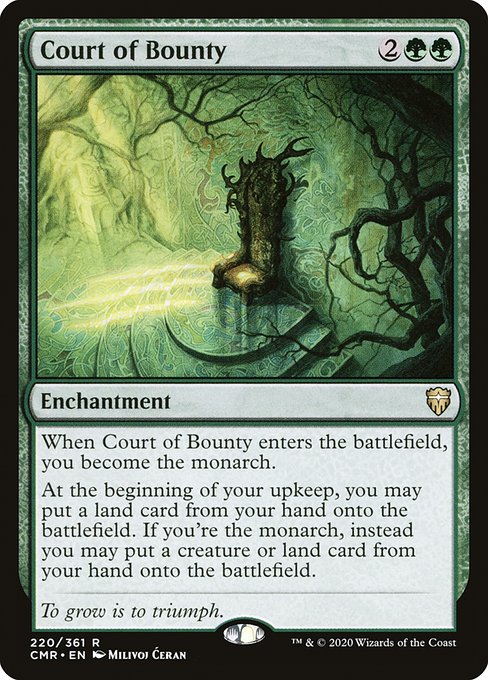 Court of Bounty 2
Enchantment
When Court of Bounty enters the battlefield,
you become the monarch.
At the beginning of your upkeep, you may
put a land card from your hand onto the
battlefield. If you're the monarch, instead
you may put a creature or land card from
your hand onto the battlefield.
To grow is to triumph.
220/361 R
CMR • EN Milivoj Ćeran
™ & © 2020 Wizards of the Coast